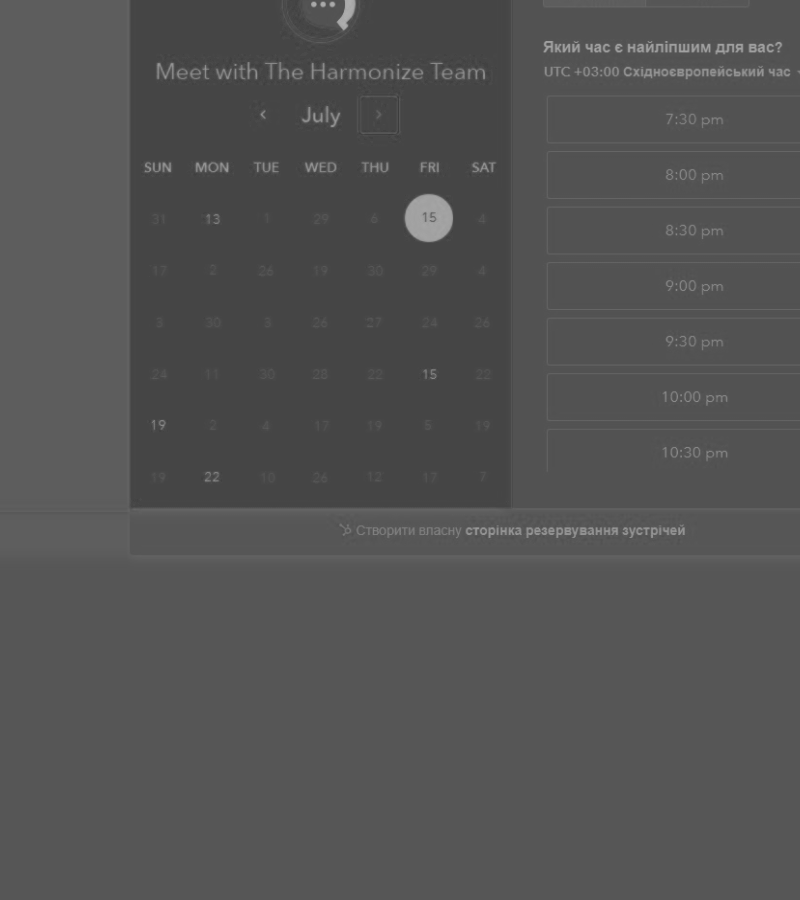 Meet with The Harmonize Team
July
SUN MON TUE WED THU FRI SAT
31 13 1 29 6 15 4
17 2 26 19 30 29 4
3 30 8 26 27 24 26
24 11 30 28 22 15 22
19 2 4 17 19 5 19
19 22 10 26 12 17 7
Який час є найліпшим для вас?
UTC +03:00 Східноєвропейський час
7:30 pm
8:00 pm
8:30 pm
9:00 pm
9:30 pm
10:00 pm
10:30 pm
Створити власну сторінка резервування зустрічей